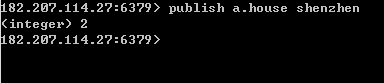 182.207.114.27:6379> publish a.house shenzhen
(integer) 2
182.207.114.27:6379>